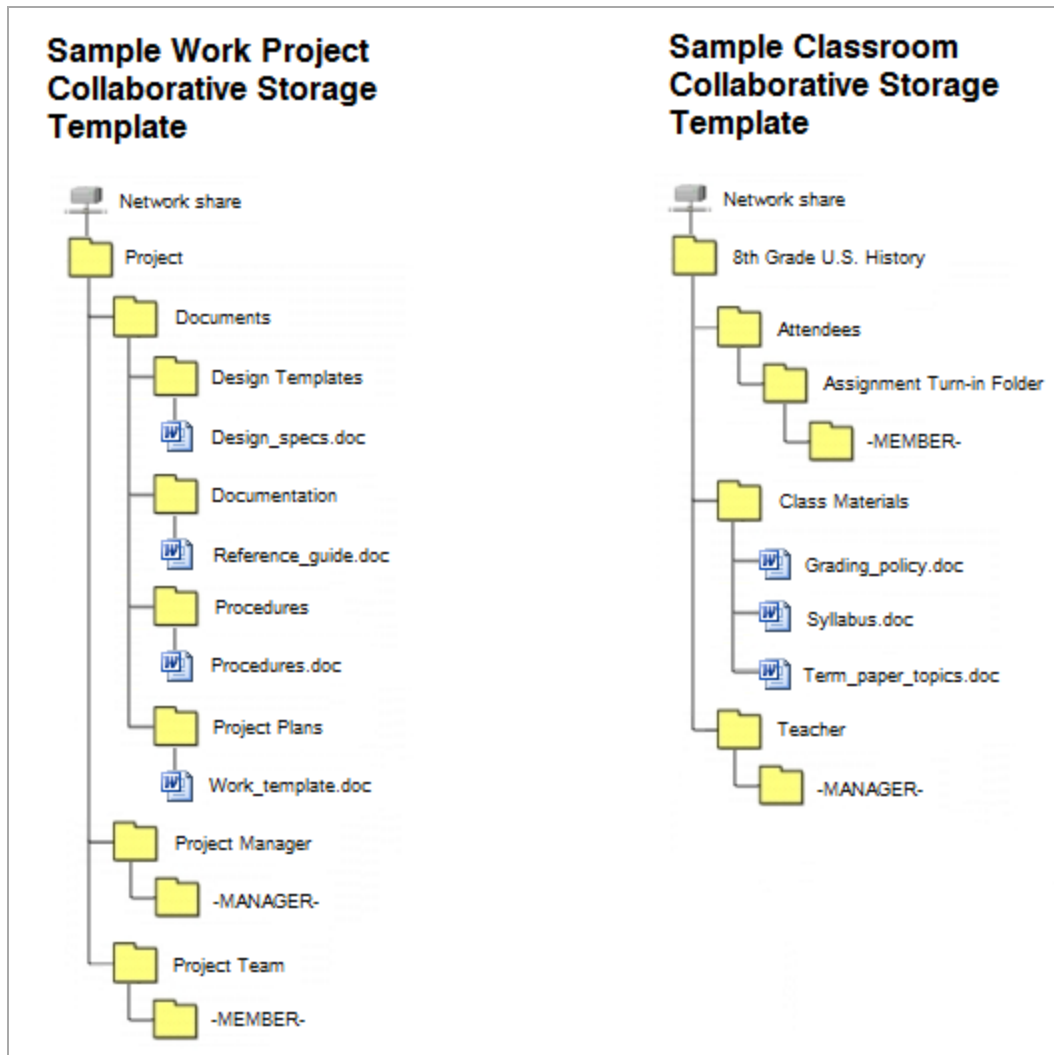 Sample Work Project
Collaborative Storage
Template
Network share
Project
Documents
Design Templates
Design_specs.doc
Documentation
Reference_guide.doc
Procedures
Procedures.doc
Project Plans
Work_template.doc
Project Manager
-MANAGER-
Project Team
-MEMBER-
Sample Classroom
Collaborative Storage
Template
Network share
8th Grade U.S. History
Attendees
Assignment Turn-in Folder
-MEMBER-
Class Materials
Grading_policy.doc
Syllabus.doc
Term_paper_topics.doc
Teacher
-MANAGER-